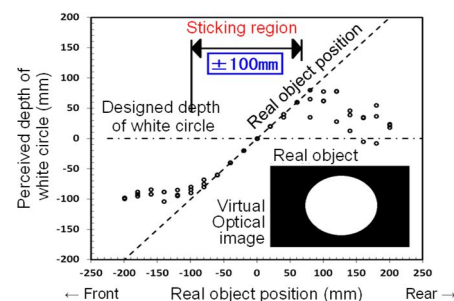 Sticking region
±100mm
Real object position
Designed depth
of white circle
Real object
Virtual
Optical
image
Perceived depth of
white circle (mm)
200
150
100
50
0
-50
-100
-150
-200
-250 -200 -150 -100 -50 0 50 100 150 200 250
← Front Real object position (mm) Rear →